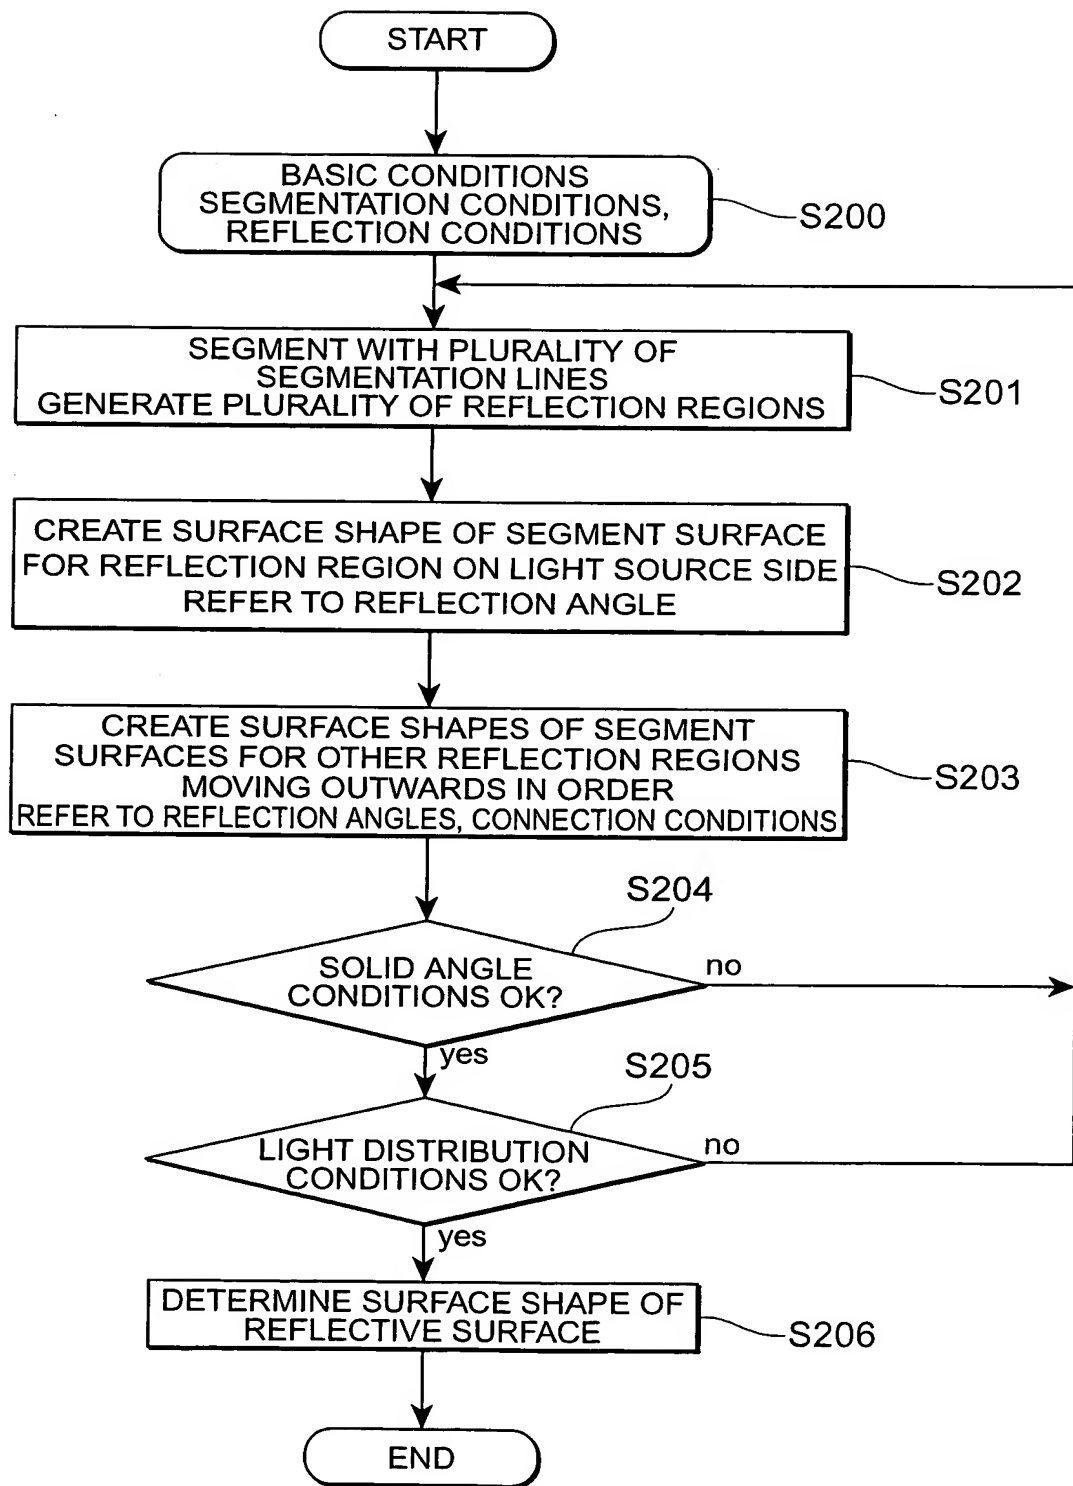 START
BASIC CONDITIONS
SEGMENTATION CONDITIONS,
REFLECTION CONDITIONS
S200
SEGMENT WITH PLURALITY OF
SEGMENTATION LINES
GENERATE PLURALITY OF REFLECTION REGIONS
S201
CREATE SURFACE SHAPE OF SEGMENT SURFACE
FOR REFLECTION REGION ON LIGHT SOURCE SIDE
REFER TO REFLECTION ANGLE
S202
CREATE SURFACE SHAPES OF SEGMENT
SURFACES FOR OTHER REFLECTION REGIONS
MOVING OUTWARDS IN ORDER
REFER TO REFLECTION ANGLES, CONNECTION CONDITIONS
S203
S204
SOLID ANGLE
CONDITIONS OK?
no
yes
S205
LIGHT DISTRIBUTION
CONDITIONS OK?
no
yes
DETERMINE SURFACE SHAPE OF
REFLECTIVE SURFACE
S206
END